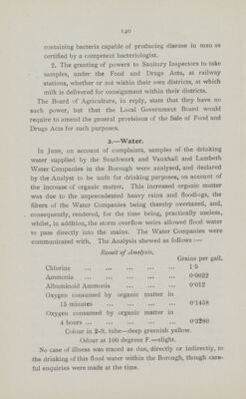 140
containing bacteria capable of producing disease in man as
certified by a competent bacteriologist.
2. The granting of powers to Sanitary Inspectors to take
samples, under the Food and Drugs Acts, at railway
stations, whether or not within their own districts, at which
milk is delivered for consignment within their districts.
The Board of Agriculture, in reply, state that they have no
such power, but that the Local Government Board would
require to amend the general provisions of the Sale of Food and
Drugs Acts for such purposes.
2.—Water.
In June, on account of complaints, samples of the drinking
water supplied by the Southwark and Vauxhall and Lambeth
Water Companies in the Borough were analysed, and declared
by the Analyst to be unfit for drinking purposes, on account of
the increase of organic matter. This increased organic matter
was due to the unprecedented heavy rains and floodings, the
filters of the Water Companies being thereby overtaxed, and,
consequently, rendered, for the time being, practically useless,
whilst, in addition, the storm overflow weirs allowed flood water
to pass directly into the mains. The Water Companies were
communicated with. The Analysis shewed as follows:—
Result of Analysis.
Grains per gall.
Chlorine ... ... ... ... ... 1·5
Ammonia ... ... ... ... ... 0·0022
Albuminoid Ammonia ... ... ... 0·012
Oxygen consumed by organic matter in
15 minutes ... ... ... ... 0·1458
Oxygen consumed by organic matter in
4 hours ... ... ... ... ... 0·3280
Colour in 2-ft. tube—deep greenish yellow.
Odour at 100 degrees F.—slight.
No case of illness was traced as due, directly or indirectly, to
the drinking of this flood water within the Borough, though care-
ful enquiries were made at the time.